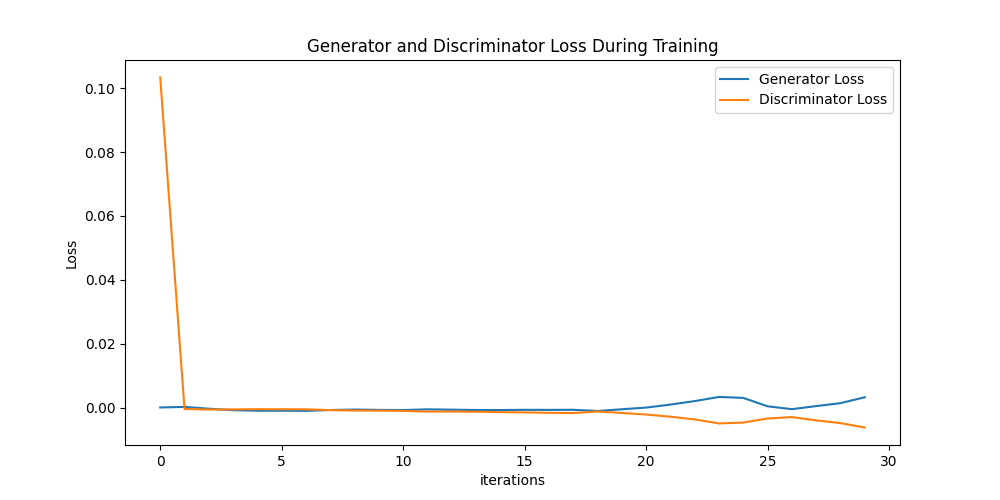 Generator and Discriminator Loss During Training
Generator Loss
Discriminator Loss
0.10
0.08
0.06
0.04
0.02
0.00
Loss
0 5 10 15 20 25 30
iterations